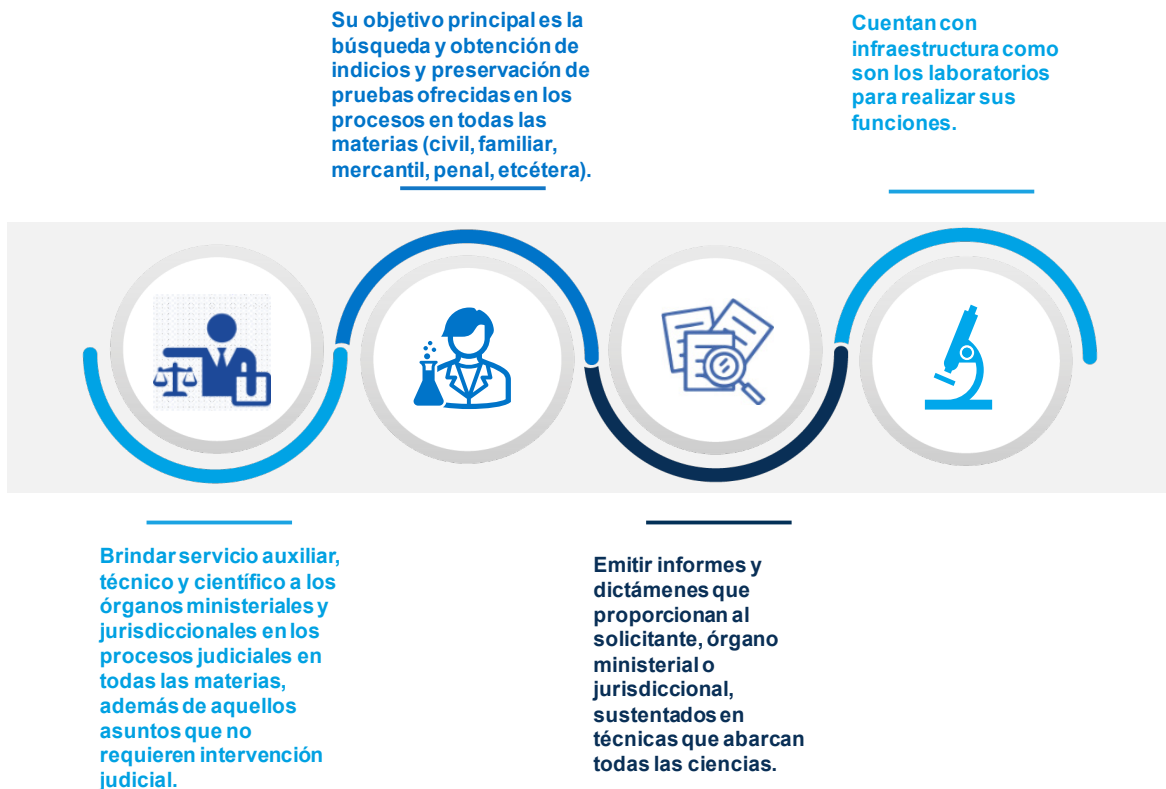 Su objetivo principal es la
búsqueda y obtención de
indicios y preservación de
pruebas ofrecidas en los
procesos en todas las
materias (civil, familiar,
mercantil, penal, etcétera).
Cuentan con
infraestructura como
son los laboratorios
para realizar sus
funciones.
Brindar servicio auxiliar,
técnico y científico a los
órganos ministeriales y
jurisdiccionales en los
procesos judiciales en
todas las materias,
además de aquellos
asuntos que no
requieren intervención
judicial.
Emitir informes y
dictámenes que
proporcionan al
solicitante, órgano
ministerial o
jurisdiccional,
sustentados en
técnicas que abarcan
todas las ciencias.